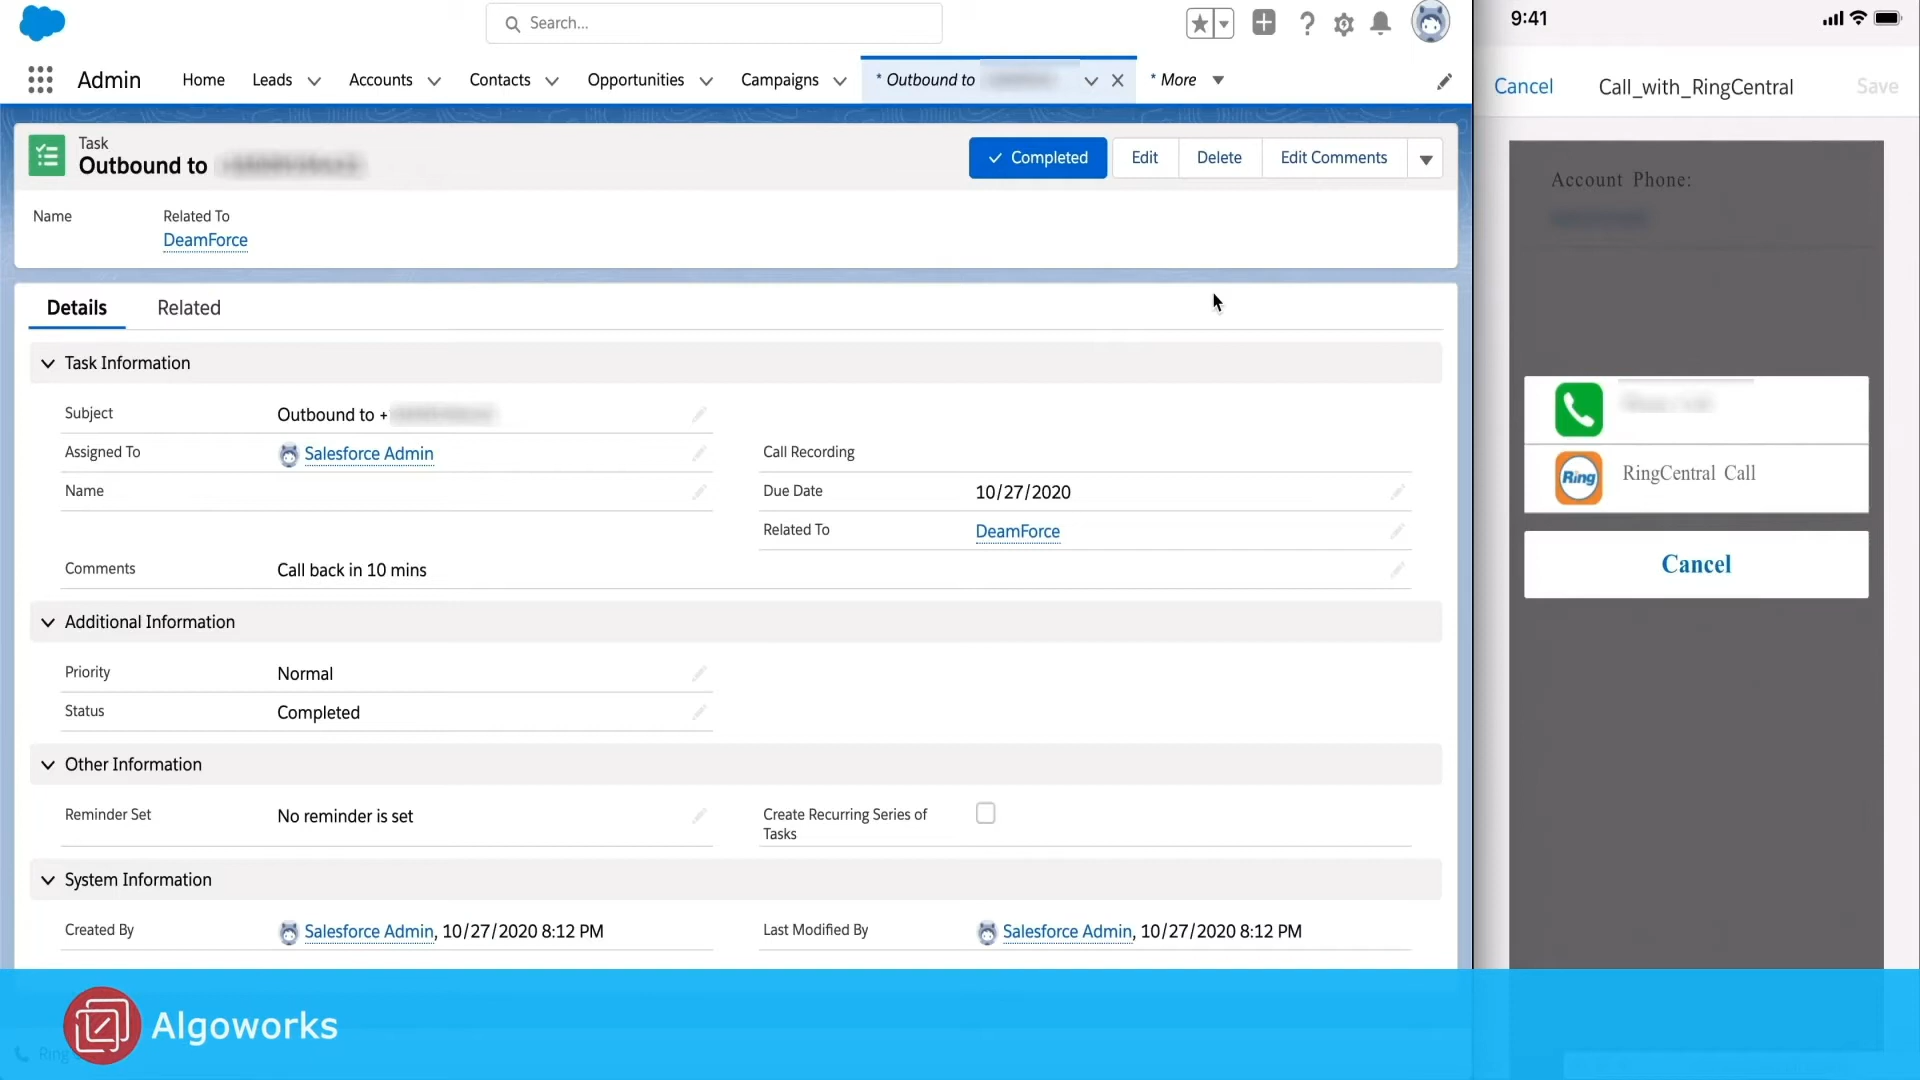 Search...
Admin
Home
Leads
Accounts
Contacts
Opportunities
Campaigns
* Outbound to
* More
Task
Outbound to
Completed
Edit
Delete
Edit Comments
Name
Related To
DeamForce
Details
Related
Task Information
Subject
Outbound to +
Assigned To
Salesforce Admin
Call Recording
Name
Due Date
10/27/2020
Related To
DeamForce
Comments
Call back in 10 mins
Additional Information
Priority
Normal
Status
Completed
Other Information
Reminder Set
No reminder is set
Create Recurring Series of
Tasks
System Information
Created By
Salesforce Admin, 10/27/2020 8:12 PM
Last Modified By
Salesforce Admin, 10/27/2020 8:12 PM
Algoworks
Ring
9:41
Cancel
Call_with_RingCentral
Save
Account Phone:
Ring
RingCentral Call
Cancel